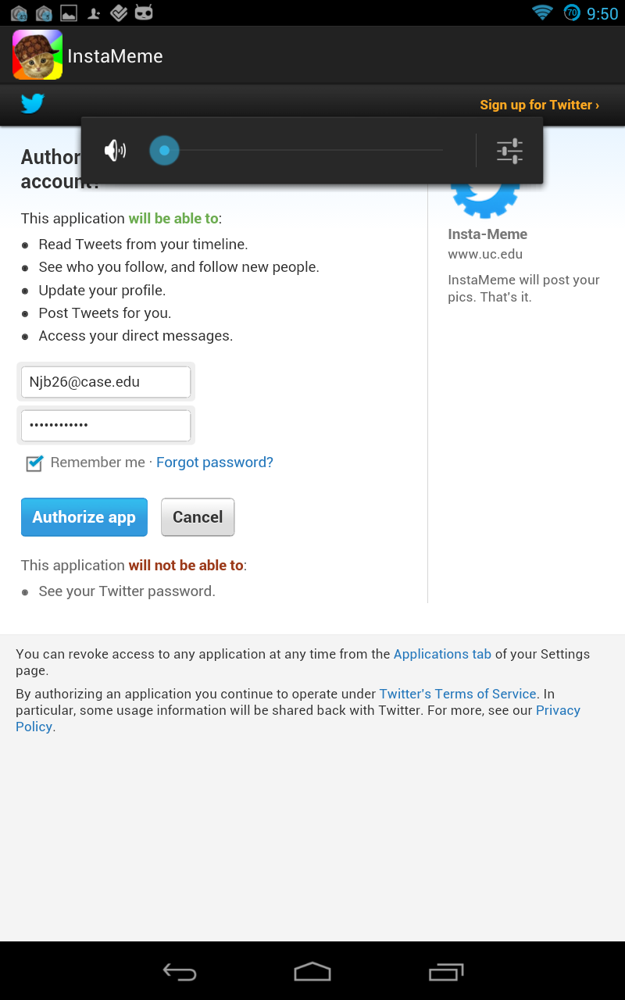 70 9:50
InstaMeme
Sign up for Twitter ›
account?
This application will be able to:
Read Tweets from your timeline.
See who you follow, and follow new people.
Update your profile.
Post Tweets for you.
Access your direct messages.
Insta-Meme
www.uc.edu
InstaMeme will post your
pics. That's it.
Njb26@case.edu
••••••••••••
Remember me · Forgot password?
Authorize app Cancel
This application will not be able to:
See your Twitter password.
You can revoke access to any application at any time from the Applications tab of your Settings
page.
By authorizing an application you continue to operate under Twitter's Terms of Service. In
particular, some usage information will be shared back with Twitter. For more, see our Privacy
Policy.